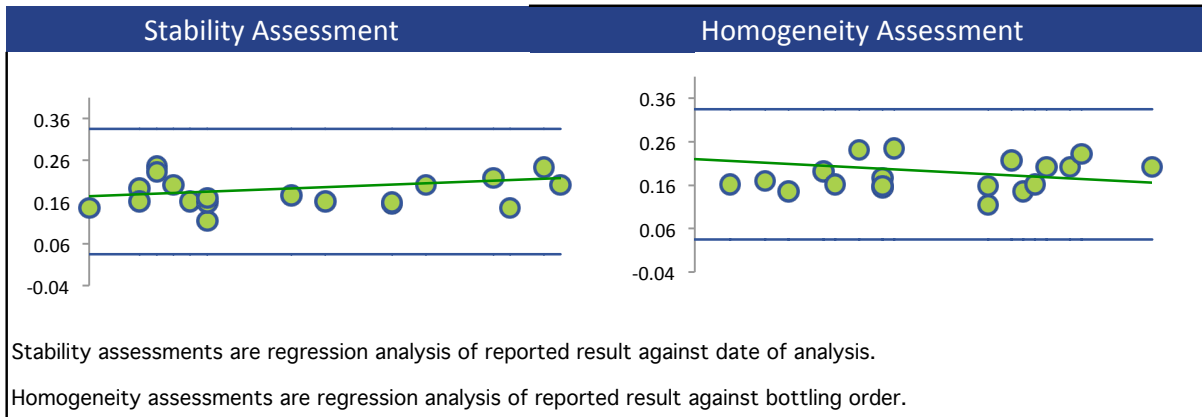 Stability Assessment
Homogeneity Assessment
0.36
0.26
0.16
0.06
-0.04
0.36
0.26
0.16
0.06
-0.04
Stability assessments are regression analysis of reported result against date of analysis.
Homogeneity assessments are regression analysis of reported result against bottling order.